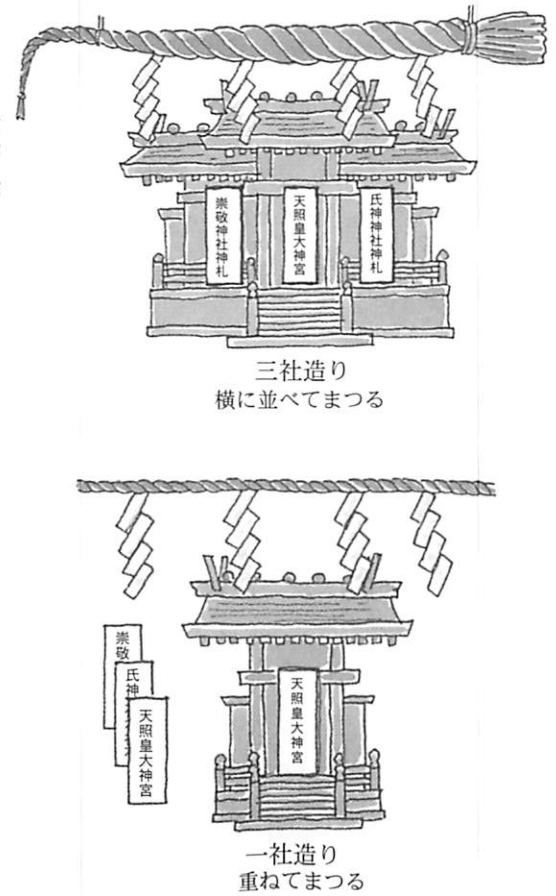 崇敬神社神札
天照皇大神宮
氏神神社神札
三社造り
横に並べてまつる
崇敬
氏神
天照皇大神宮
天照皇大神宮
一社造り
重ねてまつる